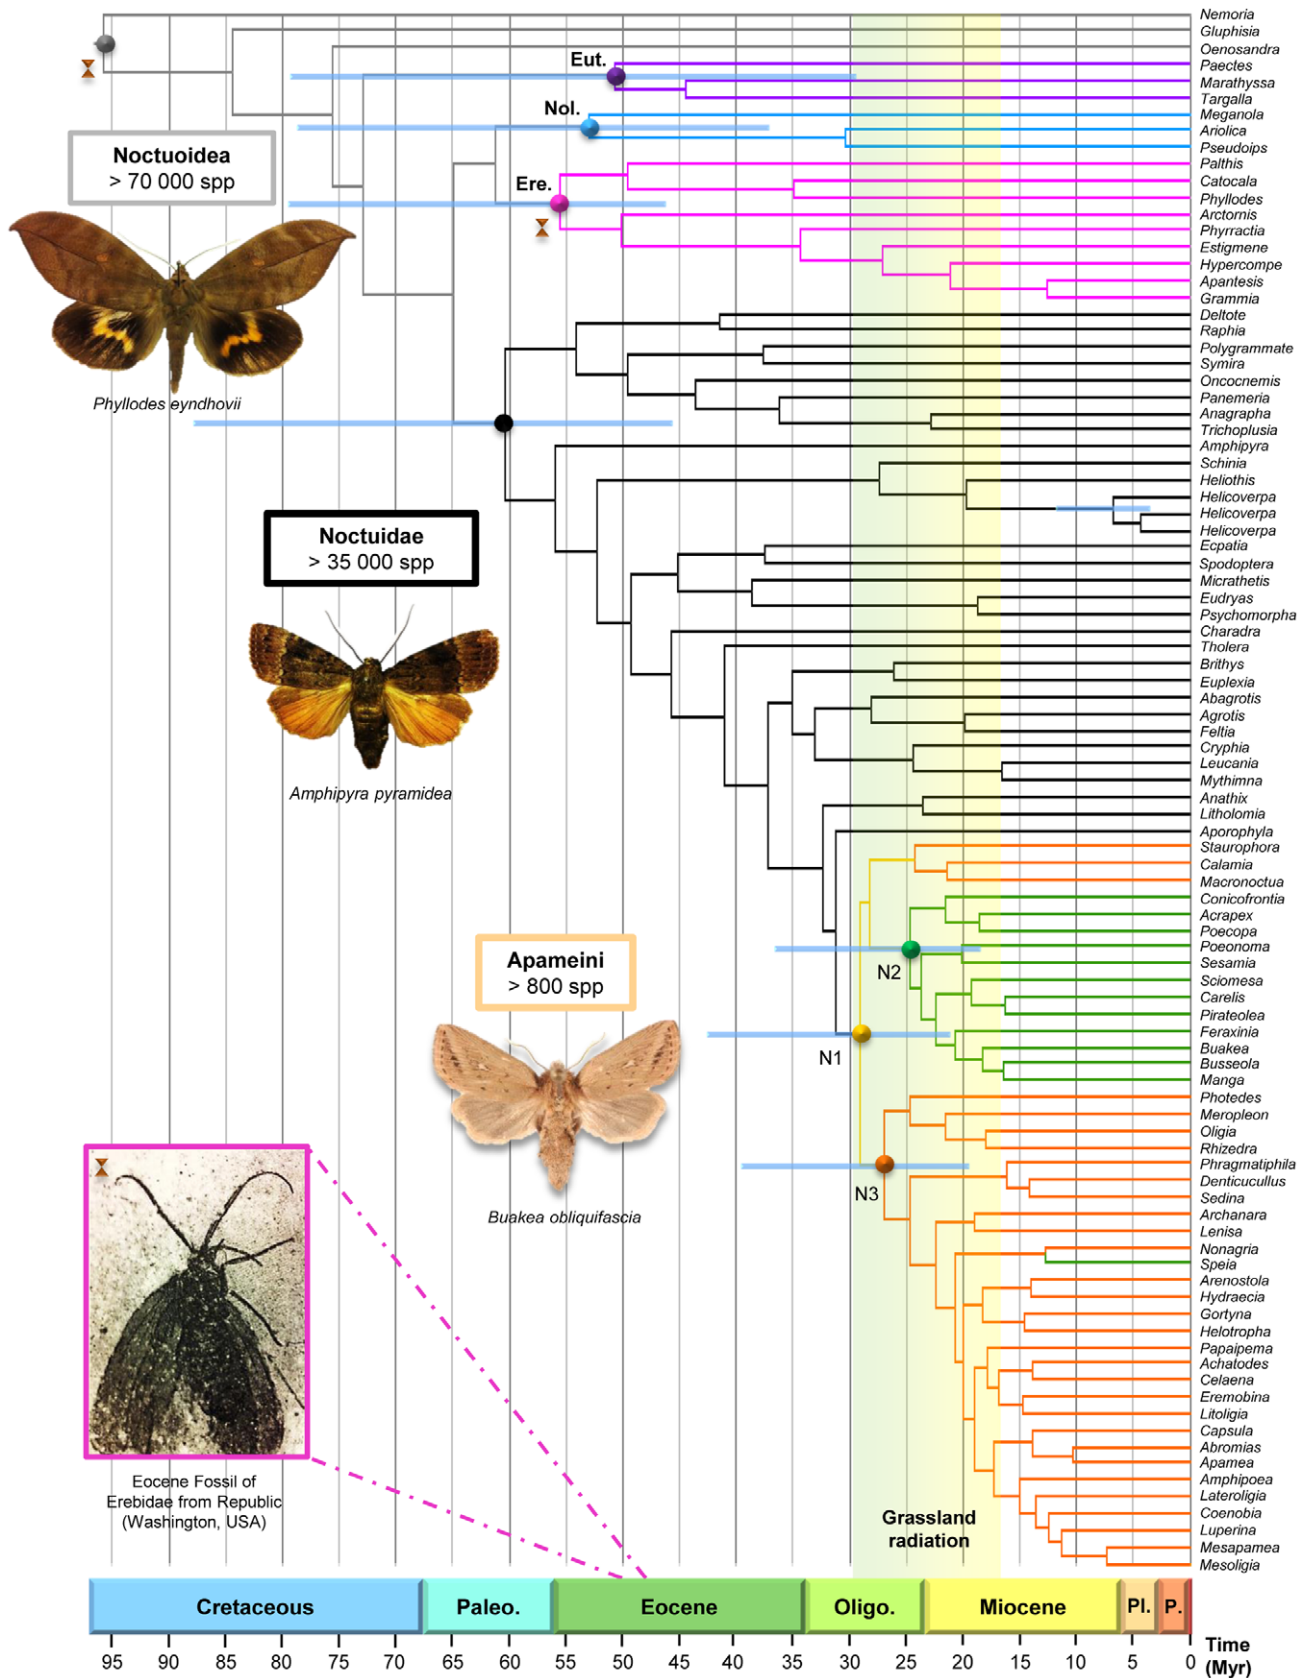 Nemoria
Gluphisia
Oenosandra
Eut.
Paectes
Marathyssa
Targalla
Nol.
Meganola
Ariolica
Pseudoips
Noctuoidea
> 70 000 spp
Ere.
Palthis
Catocala
Phyllodes
Arctornis
Phyrractia
Estigmene
Hypercompe
Apantesis
Grammia
Deltote
Raphia
Polygrammate
Symira
Oncocnemis
Panemeria
Anagrapha
Trichoplusia
Phyllodes eyndhovii
Amphipyra
Schinia
Heliothis
Helicoverpa
Helicoverpa
Helicoverpa
Noctuidae
> 35 000 spp
Ecpatia
Spodoptera
Micrathetis
Eudryas
Psychomorpha
Charadra
Tholera
Brithys
Euplexia
Abagrotis
Agrotis
Feltia
Cryphia
Leucania
Mythimna
Amphipyra pyramidea
Anathix
Litholomia
Aporophyla
Staurophora
Calamia
Macronoctua
Conicofrontia
Acrapex
Poecopa
Poeonoma
Sesamia
Apameini
> 800 spp
N2
Sciomesa
Carelis
Pirateolea
Feraxinia
Buakea
Busseola
Manga
N1
Photedes
Meropleon
Oligia
Rhizedra
Phragmatiphila
Denticucullus
Sedina
N3
Buakea obliquifascia
Archanara
Lenisa
Nonagria
Speia
Arenostola
Hydraecia
Gortyna
Helotropha
Papaipema
Achatodes
Celaena
Eremobina
Litoligia
Capsula
Abromias
Apamea
Amphipoea
Lateroligia
Coenobia
Luperina
Mesapamea
Mesoligia
Eocene Fossil of
Erebidae from Republic
(Washington, USA)
Grassland
radiation
Cretaceous Paleo. Eocene Oligo. Miocene Pl. P.
95 90 85 80 75 70 65 60 55 50 45 40 35 30 25 20 15 10 5 0
Time
(Myr)